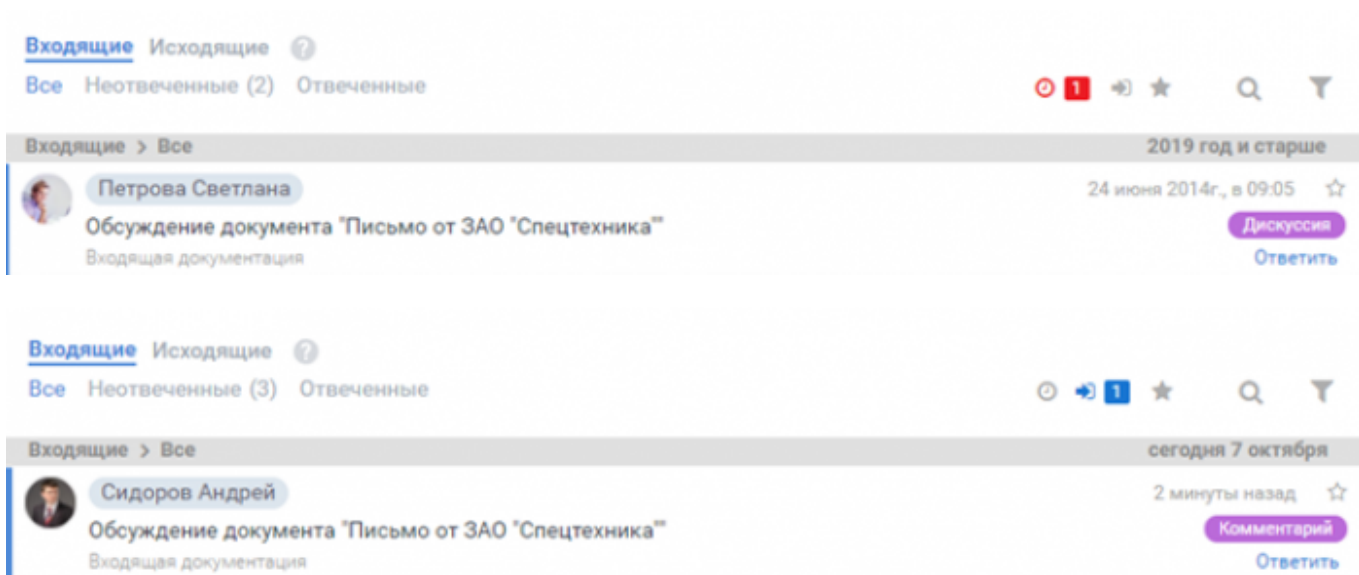 Входящие Исходящие ?
Все Неотвеченные (2) Отвеченные 1
Входящие > Все 2019 год и старше
Петрова Светлана 24 июня 2014г., в 09:05
Обсуждение документа "Письмо от ЗАО "Спецтехника""
Дискуссия
Входящая документация Ответить
Входящие Исходящие ?
Все Неотвеченные (3) Отвеченные 1
Входящие > Все сегодня 7 октября
Сидоров Андрей 2 минуты назад
Обсуждение документа "Письмо от ЗАО "Спецтехника""
Комментарий
Входящая документация Ответить